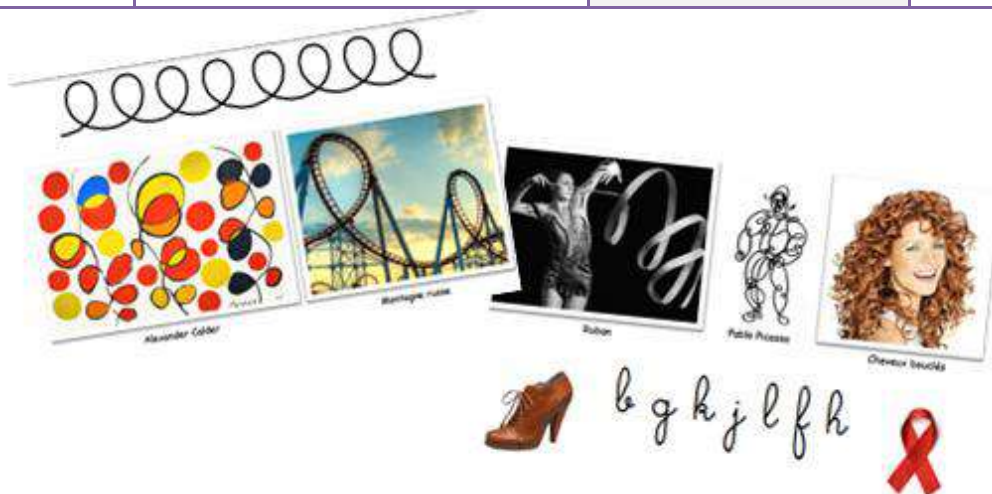 Alexander Calder
Montagne russe
Ruban
Pablo Picasso
Cheveux bouclés
b g k j l f h